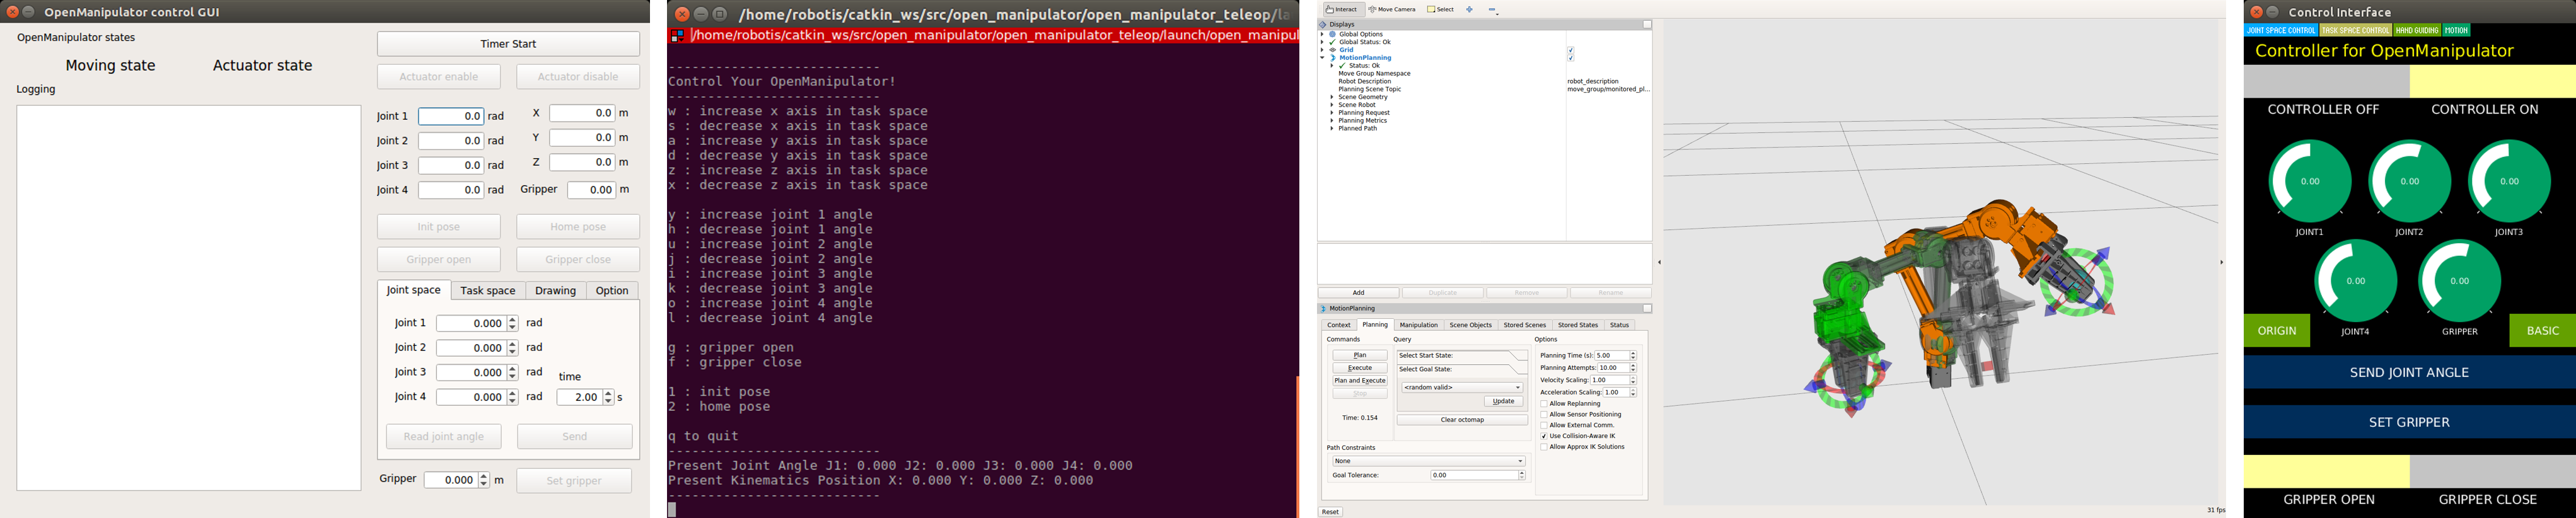 OpenManipulator control GUI
OpenManipulator states
Moving state
Actuator state
Logging
Timer Start
Actuator enable
Actuator disable
Joint 1 0.0 rad
X 0.0 m
Joint 2 0.0 rad
Y 0.0 m
Joint 3 0.0 rad
Z 0.0 m
Joint 4 0.0 rad
Gripper 0.00 m
Init pose
Home pose
Gripper open
Gripper close
Joint space
Task space
Drawing
Option
Joint 1 0.000 rad
Joint 2 0.000 rad
Joint 3 0.000 rad
time
Joint 4 0.000 rad
2.00 s
Read joint angle
Send
Gripper 0.000 m
Set gripper
/home/robotis/catkin_ws/src/open_manipulator/open_manipulator_teleop/la
/home/robotis/catkin_ws/src/open_manipulator/open_manipulator_teleop/launch/open_manipul
---------------------------
Control Your OpenManipulator!
---------------------------
w : increase x axis in task space
s : decrease x axis in task space
a : increase y axis in task space
d : decrease y axis in task space
z : increase z axis in task space
x : decrease z axis in task space
y : increase joint 1 angle
h : decrease joint 1 angle
u : increase joint 2 angle
j : decrease joint 2 angle
i : increase joint 3 angle
k : decrease joint 3 angle
o : increase joint 4 angle
l : decrease joint 4 angle
g : gripper open
f : gripper close
1 : init pose
2 : home pose
q to quit
---------------------------
Present Joint Angle J1: 0.000 J2: 0.000 J3: 0.000 J4: 0.000
Present Kinematics Position X: 0.000 Y: 0.000 Z: 0.000
---------------------------
Interact
Move Camera
Select
Displays
Global Options
Global Status: Ok
Grid
MotionPlanning
Status: Ok
Move Group Namespace
Robot Description robot_description
Planning Scene Topic move_group/monitored_pl...
Scene Geometry
Scene Robot
Planning Request
Planning Metrics
Planned Path
Add
Duplicate
Remove
Rename
MotionPlanning
Context
Planning
Manipulation
Scene Objects
Stored Scenes
Stored States
Status
Commands
Plan
Execute
Plan and Execute
Stop
Time: 0.154
Query
Select Start State:
Select Goal State:
<random valid>
Update
Clear octomap
Options
Planning Time (s): 5.00
Planning Attempts: 10.00
Velocity Scaling: 1.00
Acceleration Scaling: 1.00
Allow Replanning
Allow Sensor Positioning
Allow External Comm.
Use Collision-Aware IK
Allow Approx IK Solutions
Path Constraints
None
Goal Tolerance: 0.00
Reset
31 fps
Control Interface
JOINT SPACE CONTROL
TASK SPACE CONTROL
HAND GUIDING
MOTION
Controller for OpenManipulator
CONTROLLER OFF
CONTROLLER ON
0.00
0.00
0.00
JOINT1
JOINT2
JOINT3
0.00
0.00
ORIGIN
JOINT4
GRIPPER
BASIC
SEND JOINT ANGLE
SET GRIPPER
GRIPPER OPEN
GRIPPER CLOSE